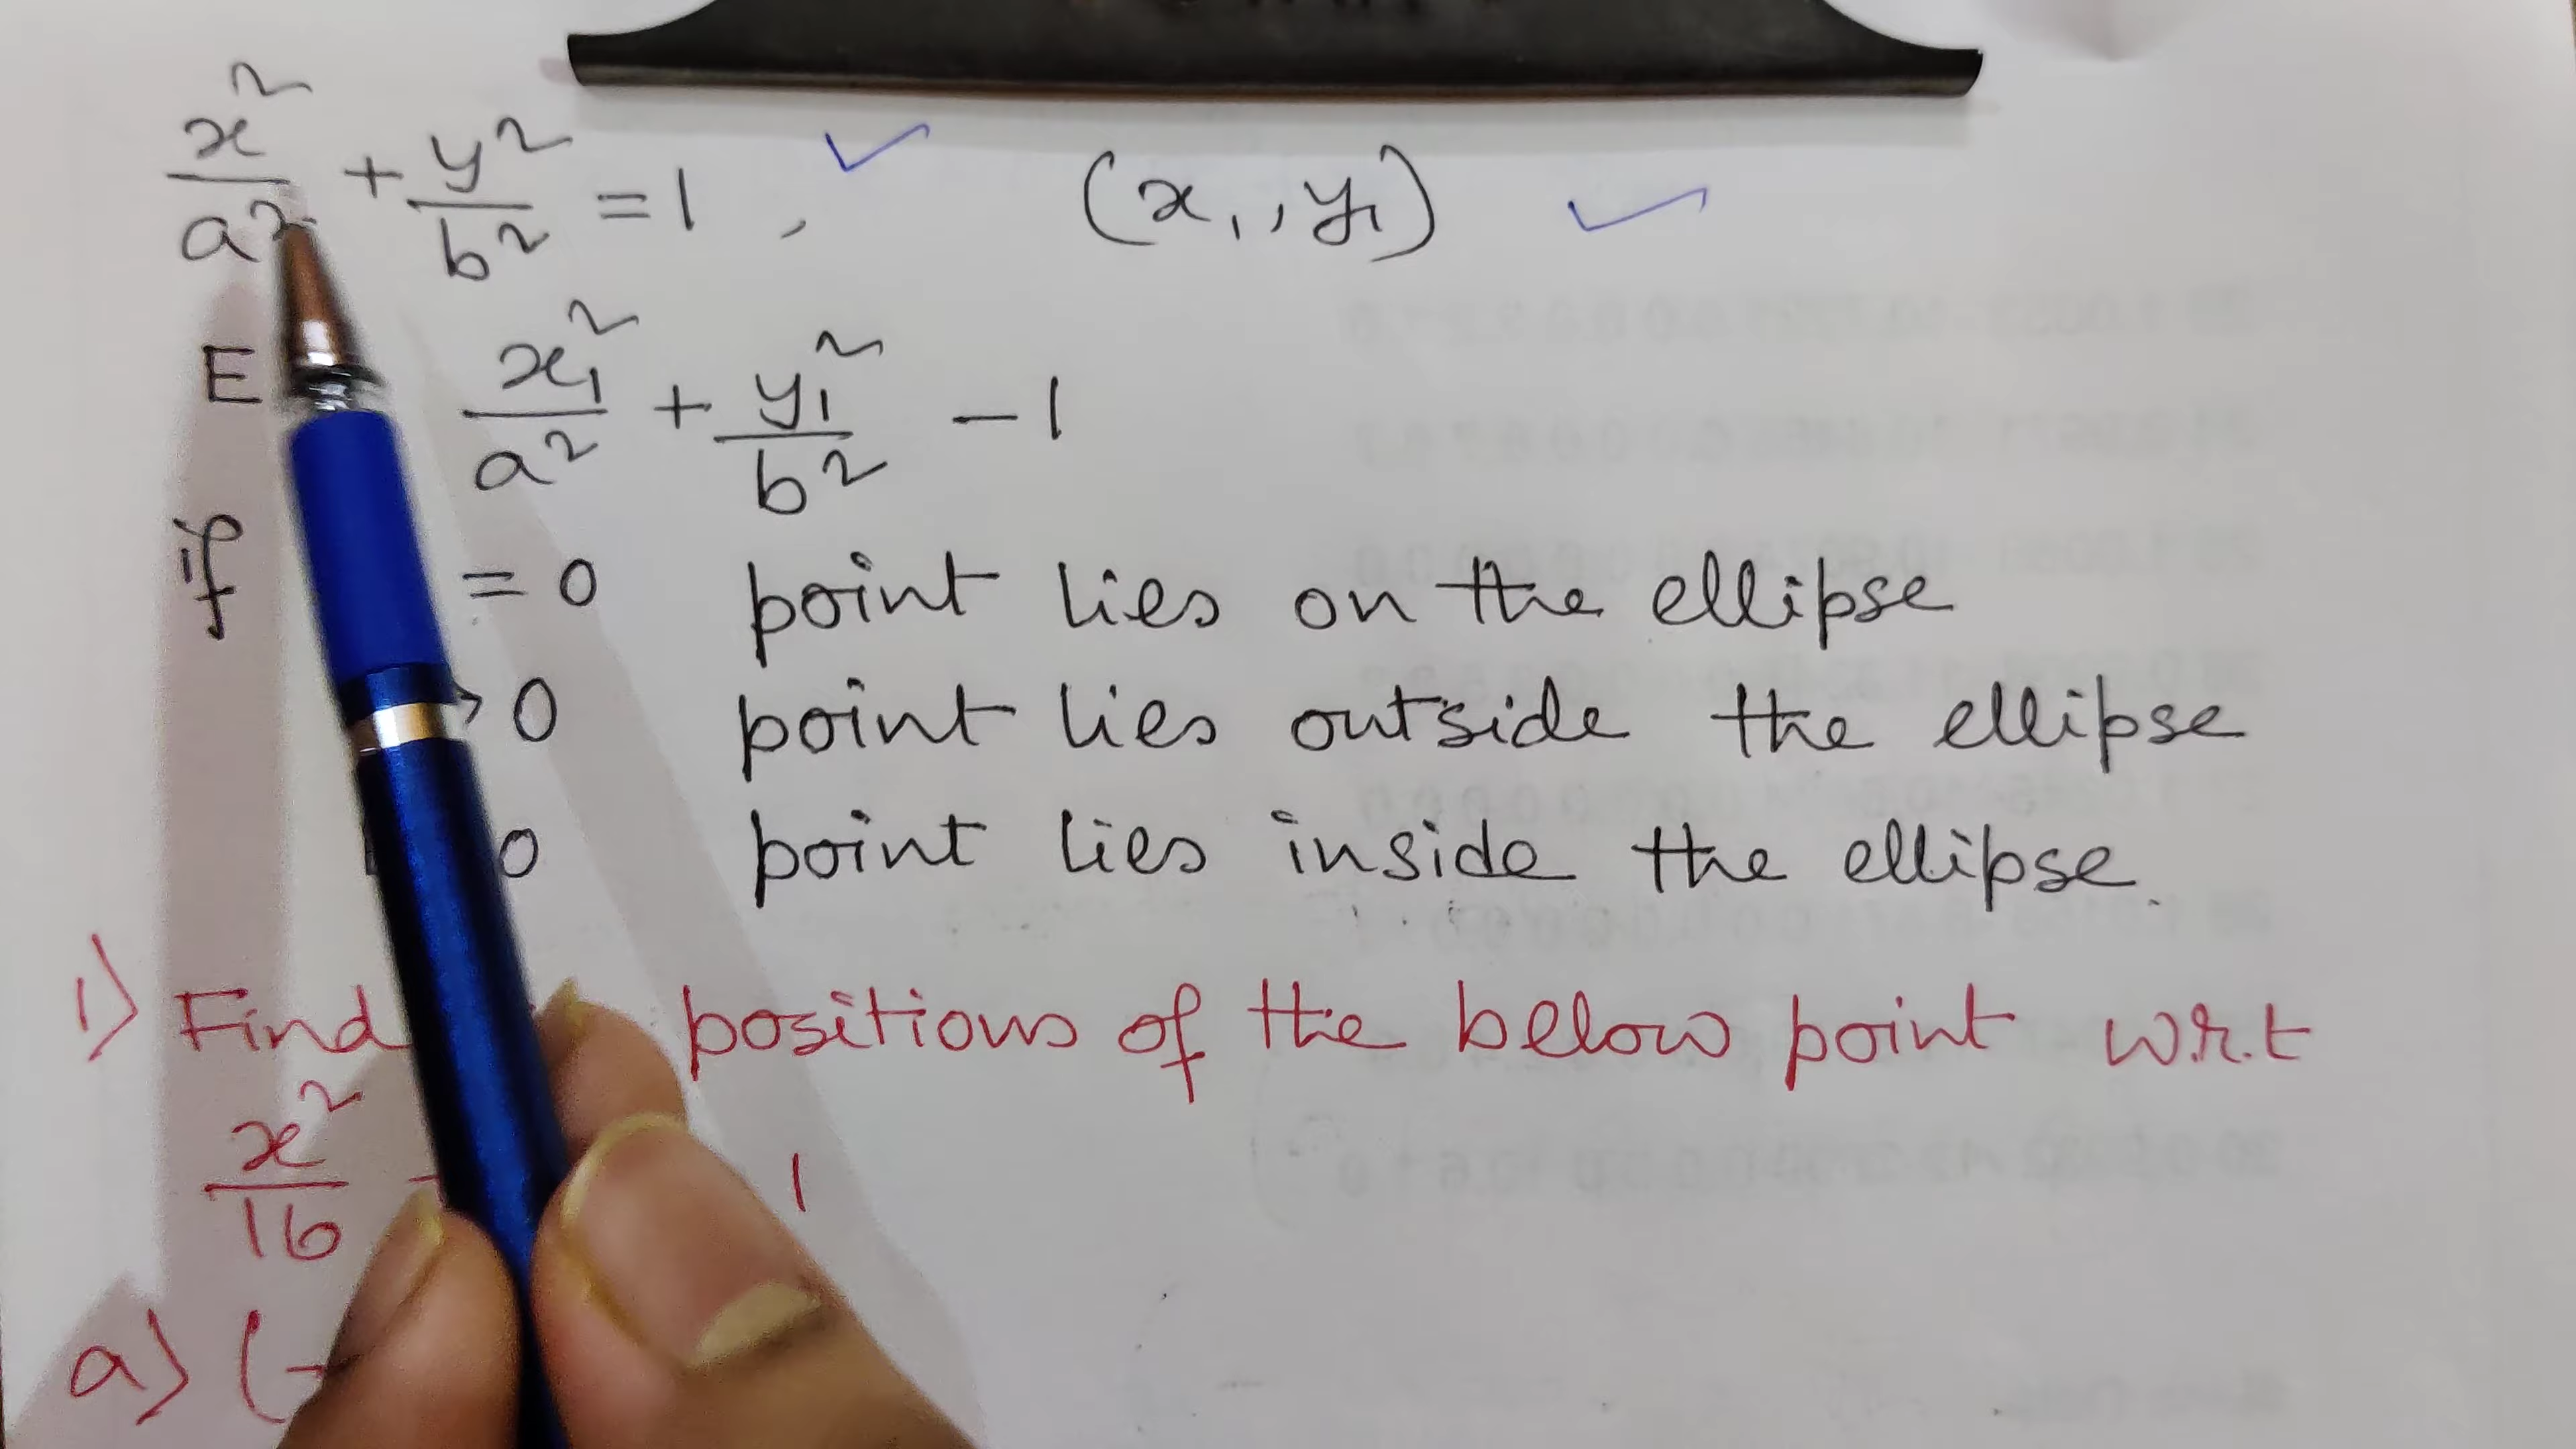 x²/a² + y²/b² = 1 , ✓ (x₁, y₁) ✓
E x₁²/a² + y₁²/b² - 1
if = 0 point lies on the ellipse
> 0 point lies outside the ellipse
0 point lies inside the ellipse.
1) Find positions of the below point w.r.t
x²/16 1
a) (-